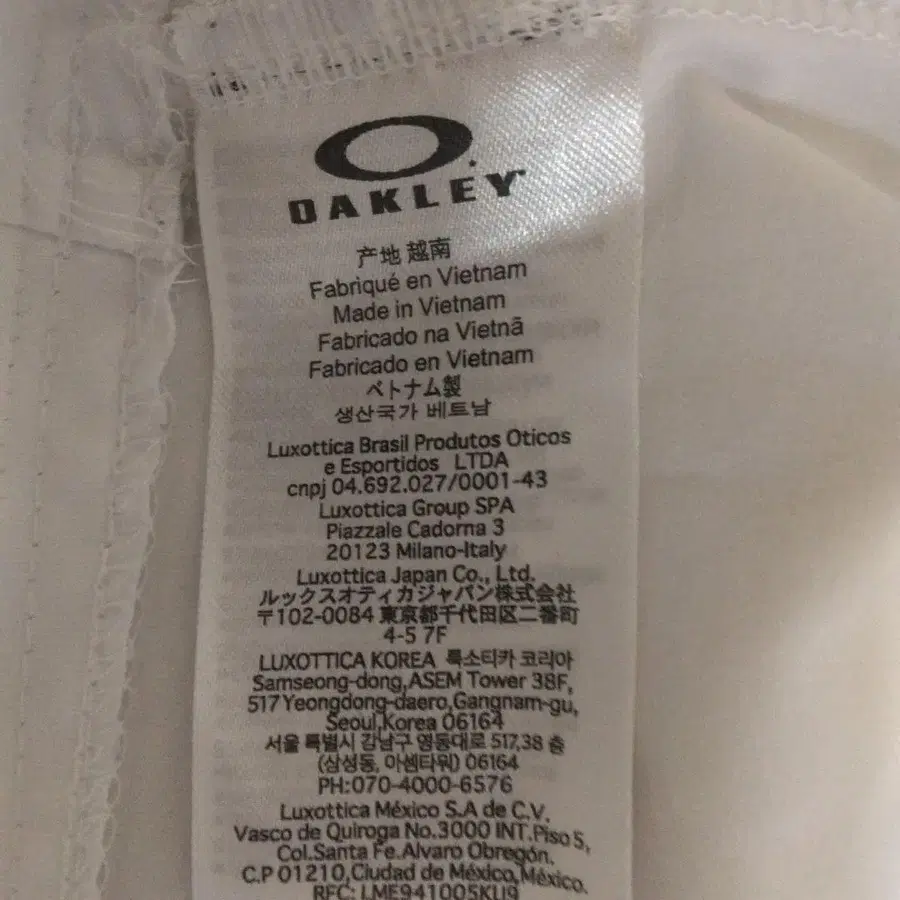 OAKLEY
产地 越南
Fabriqué en Vietnam
Made in Vietnam
Fabricado na Vietnã
Fabricado en Vietnam
ベトナム製
생산국가 베트남
Luxottica Brasil Produtos Oticos
e Esportidos LTDA
cnpj 04.692.027/0001-43
Luxottica Group SPA
Piazzale Cadorna 3
20123 Milano-Italy
Luxottica Japan Co., Ltd.
ルックスオティカジャパン株式会社
〒102-0084 東京都千代田区二番町
4-5 7F
LUXOTTICA KOREA 룩소티카 코리아
Samseong-dong,ASEM Tower 38F,
517 Yeongdong-daero,Gangnam-gu,
Seoul,Korea 06164
서울 특별시 강남구 영동대로 517,38 층
(삼성동, 아셈타워) 06164
PH:070-4000-6576
Luxottica México S.A de C.V.
Vasco de Quiroga No.3000 INT.Piso 5,
Col.Santa Fe.Alvaro Obregón.
C.P 01210,Ciudad de México,México.
RFC: LME941005KU9